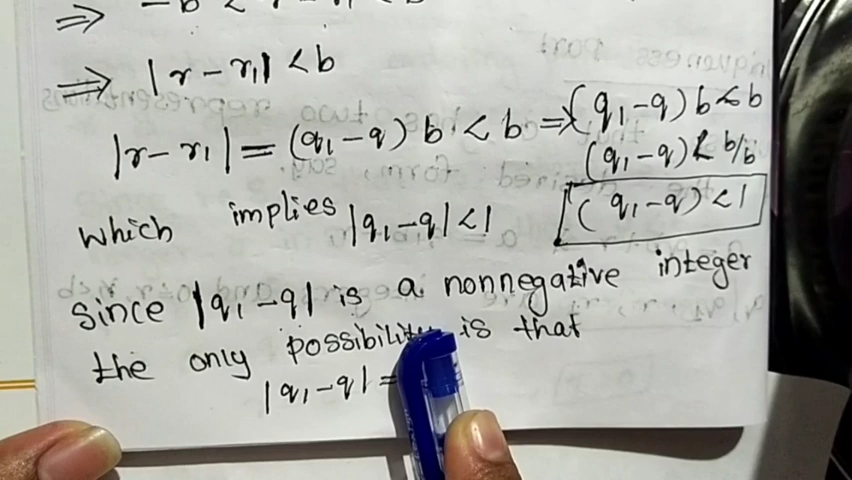 ⇒ -b < r - r₁ < b
⇒ |r - r₁| < b
|r - r₁| = (q₁ - q) b < b ⇒ (q₁ - q) b < b
(q₁ - q) < b/b
which implies |q₁ - q| < 1
(q₁ - q) < 1
since |q₁ - q| is a nonnegative integer
the only possibility is that
|q₁ - q| =